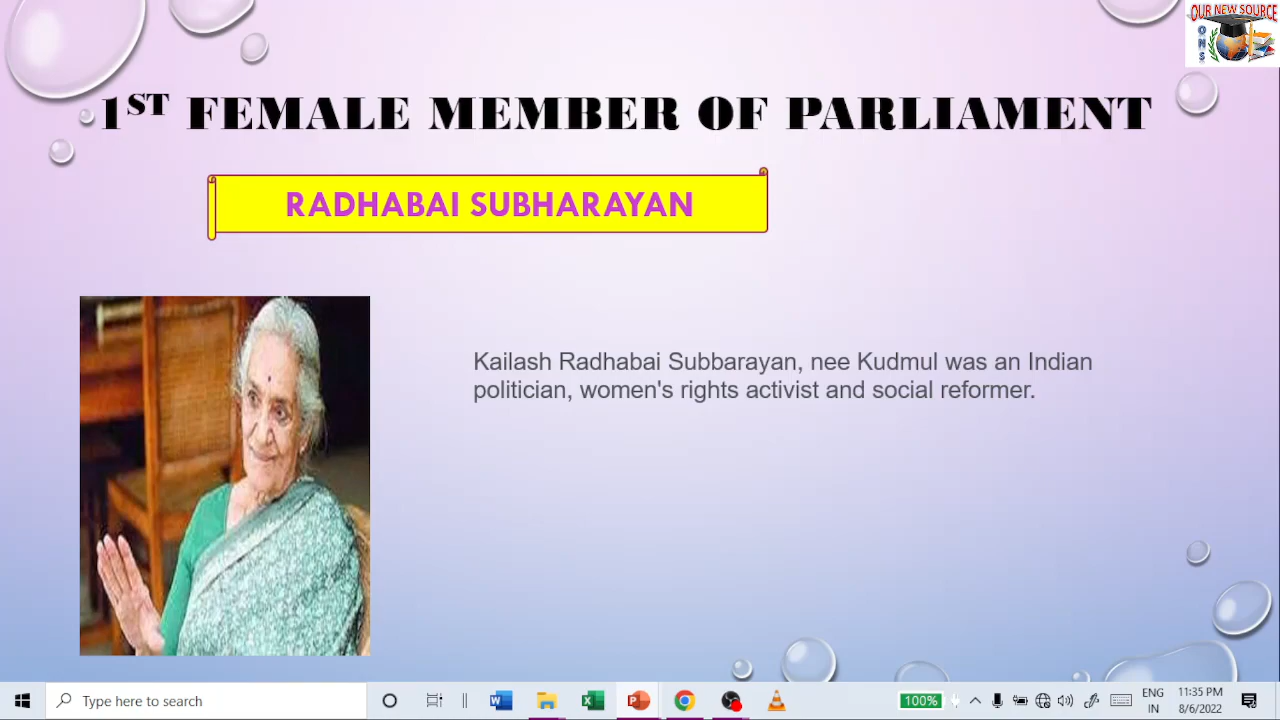 OUR NEW SOURCE
ONS
1ST FEMALE MEMBER OF PARLIAMENT
RADHABAI SUBHARAYAN
Kailash Radhabai Subbarayan, nee Kudmul was an Indian
politician, women's rights activist and social reformer.
Type here to search
100%
ENG
IN
11:35 PM
8/6/2022